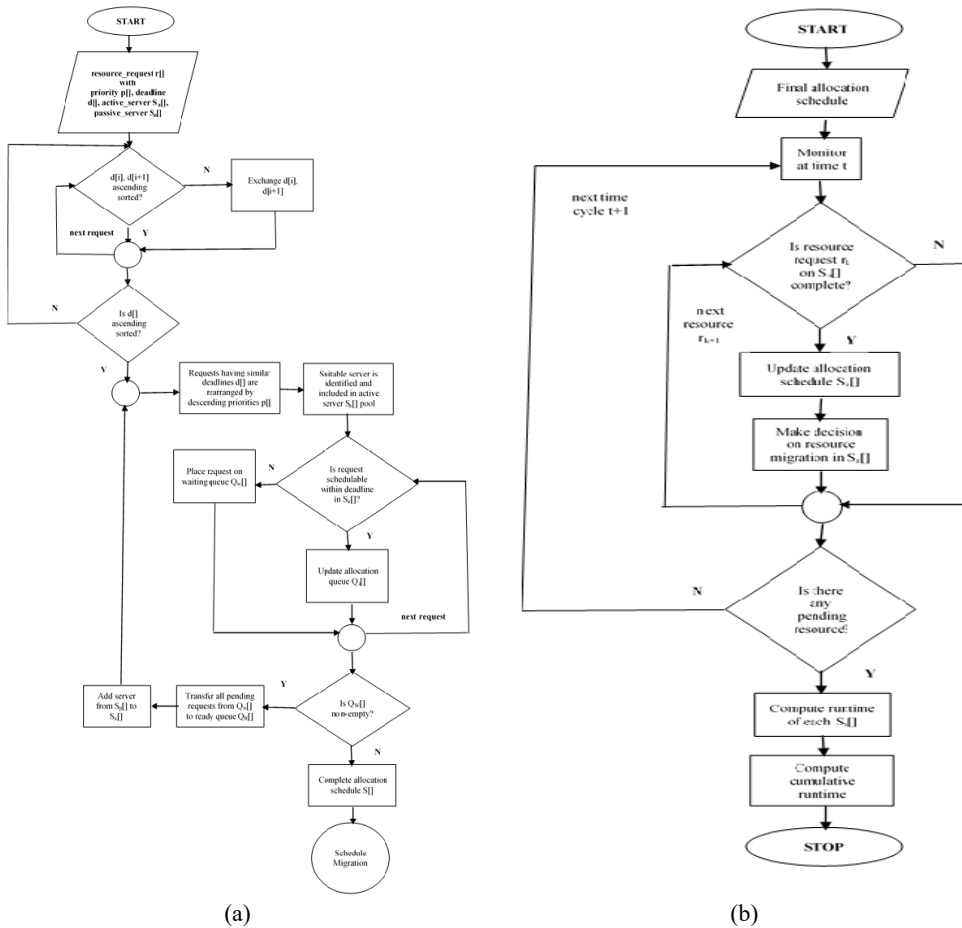 START
resource_request r[]
with
priority p[], deadline
d[], active_server Sa[],
passive_server Sp[]
d[i], d[i+1]
ascending
sorted?
N
Exchange d[i],
d[i+1]
next request
Y
Is d[]
ascending
sorted?
N
Y
Requests having similar
deadlines d[] are
rearranged by
descending priorities p[]
Suitable server is
identified and
included in active
server Sa[] pool
Is request
schedulable
within deadline
in Sa[]?
N
Place request on
waiting queue Qw[]
Y
Update allocation
queue Qa[]
next request
Is QW[]
non-empty?
Y
Transfer all pending
requests from Qw[]
to ready queue QR[]
Add server
from Sp[] to
Sa[]
N
Complete allocation
schedule S[]
Schedule
Migration
(a)
START
Final allocation
schedule
Monitor
at time t
next time
cycle t+1
Is resource
request rk
on Sa[]
complete?
N
next
resource
rk+1
Y
Update allocation
schedule Sa[]
Make decision
on resource
migration in Sa[]
Is there
any
pending
resource?
N
Y
Compute runtime
of each Sa[]
Compute
cumulative
runtime
STOP
(b)